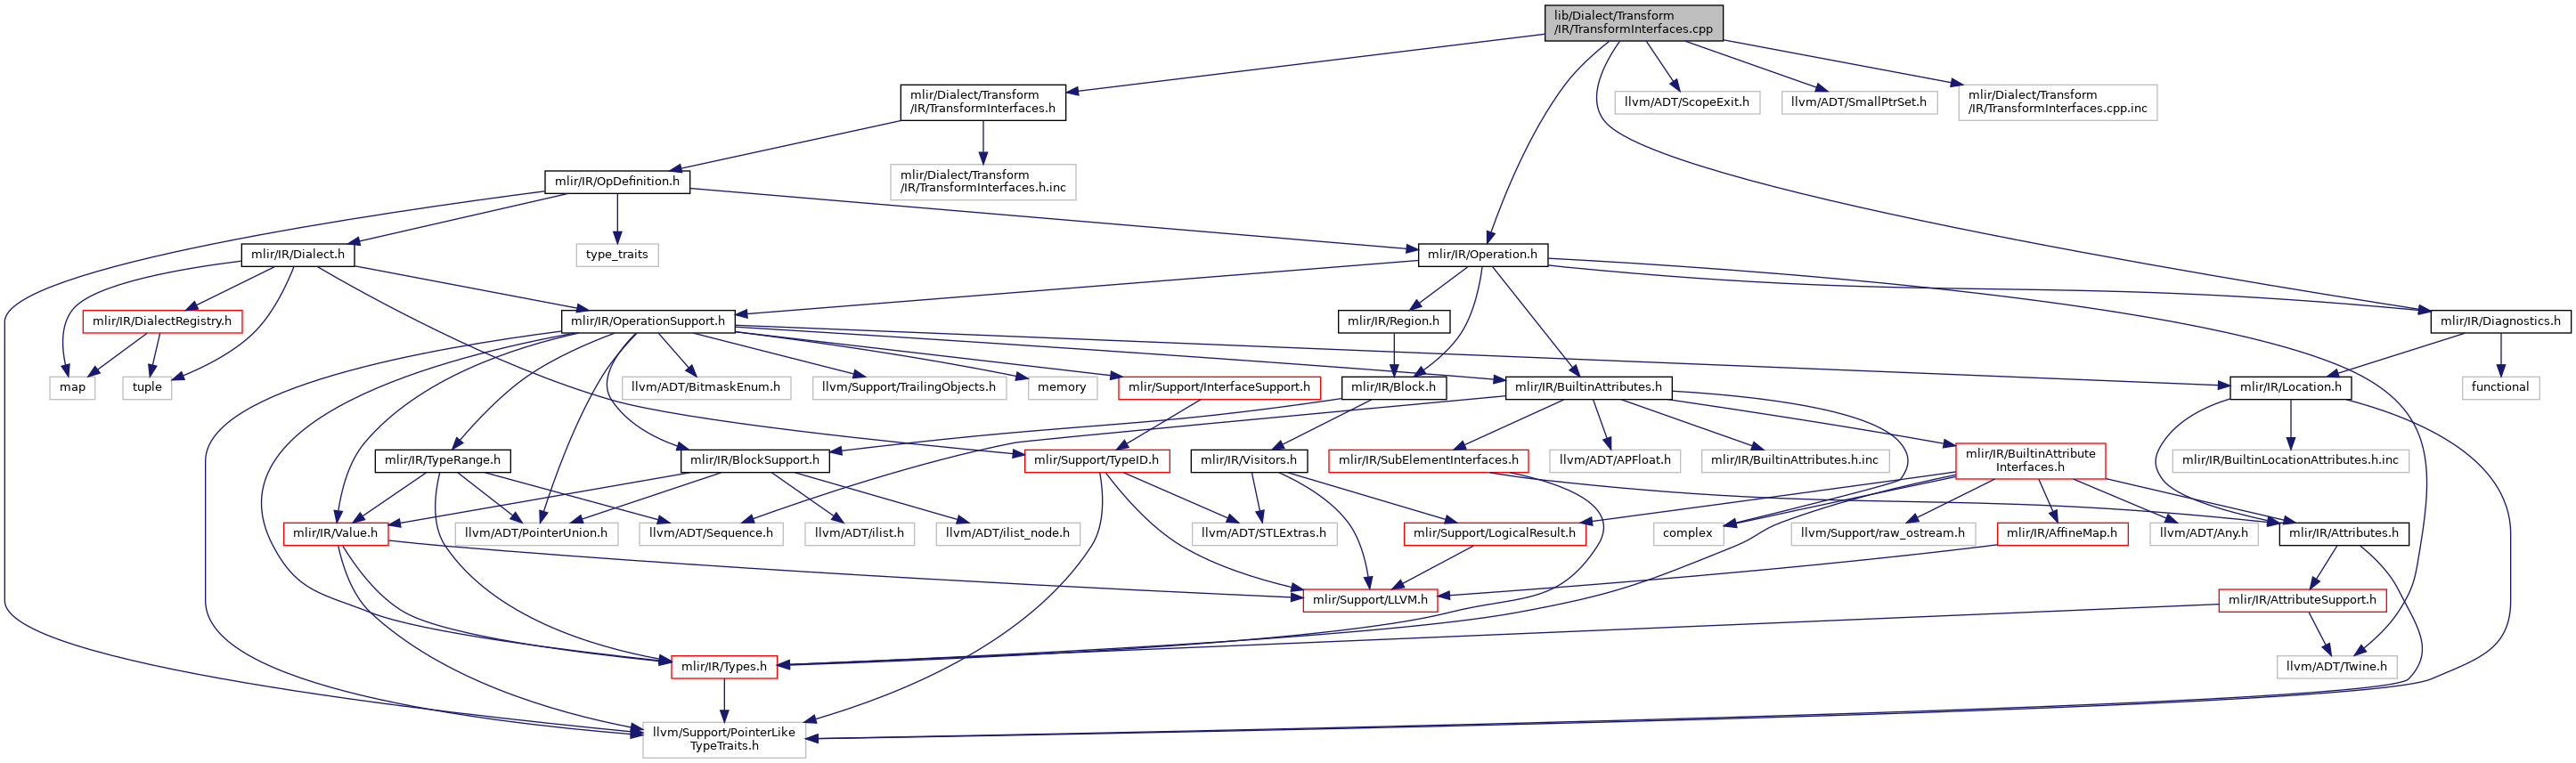 lib/Dialect/Transform
/IR/TransformInterfaces.cpp
mlir/Dialect/Transform
/IR/TransformInterfaces.h
llvm/ADT/ScopeExit.h
llvm/ADT/SmallPtrSet.h
mlir/Dialect/Transform
/IR/TransformInterfaces.cpp.inc
mlir/IR/OpDefinition.h
mlir/Dialect/Transform
/IR/TransformInterfaces.h.inc
mlir/IR/Dialect.h
type_traits
mlir/IR/Operation.h
mlir/IR/DialectRegistry.h
mlir/IR/OperationSupport.h
mlir/IR/Region.h
mlir/IR/Diagnostics.h
map
tuple
llvm/ADT/BitmaskEnum.h
llvm/Support/TrailingObjects.h
memory
mlir/Support/InterfaceSupport.h
mlir/IR/Block.h
mlir/IR/BuiltinAttributes.h
mlir/IR/Location.h
functional
mlir/IR/TypeRange.h
mlir/IR/BlockSupport.h
mlir/Support/TypeID.h
mlir/IR/Visitors.h
mlir/IR/SubElementInterfaces.h
llvm/ADT/APFloat.h
mlir/IR/BuiltinAttributes.h.inc
mlir/IR/BuiltinAttribute
Interfaces.h
mlir/IR/BuiltinLocationAttributes.h.inc
mlir/IR/Value.h
llvm/ADT/PointerUnion.h
llvm/ADT/Sequence.h
llvm/ADT/ilist.h
llvm/ADT/ilist_node.h
llvm/ADT/STLExtras.h
mlir/Support/LogicalResult.h
complex
llvm/Support/raw_ostream.h
mlir/IR/AffineMap.h
llvm/ADT/Any.h
mlir/IR/Attributes.h
mlir/Support/LLVM.h
mlir/IR/AttributeSupport.h
mlir/IR/Types.h
llvm/ADT/Twine.h
llvm/Support/PointerLike
TypeTraits.h